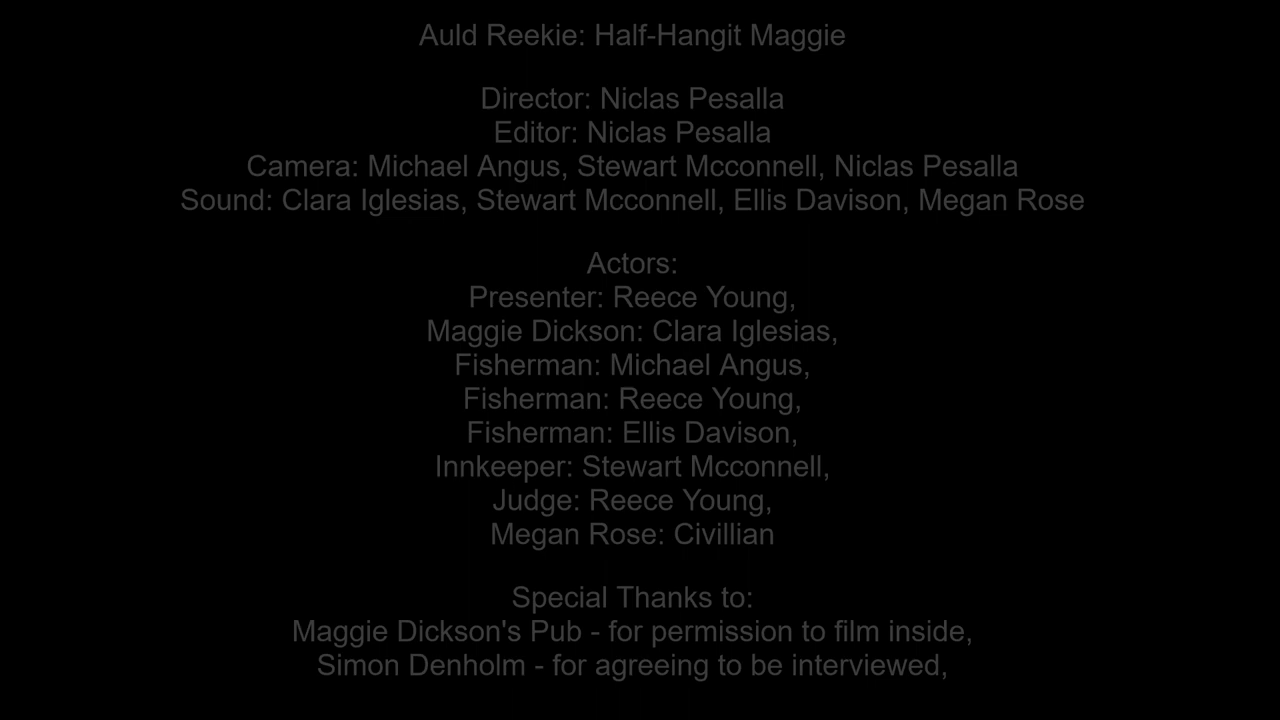 Auld Reekie: Half-Hangit Maggie
Director: Niclas Pesalla
Editor: Niclas Pesalla
Camera: Michael Angus, Stewart Mcconnell, Niclas Pesalla
Sound: Clara Iglesias, Stewart Mcconnell, Ellis Davison, Megan Rose
Actors:
Presenter: Reece Young,
Maggie Dickson: Clara Iglesias,
Fisherman: Michael Angus,
Fisherman: Reece Young,
Fisherman: Ellis Davison,
Innkeeper: Stewart Mcconnell,
Judge: Reece Young,
Megan Rose: Civillian
Special Thanks to:
Maggie Dickson's Pub - for permission to film inside,
Simon Denholm - for agreeing to be interviewed,